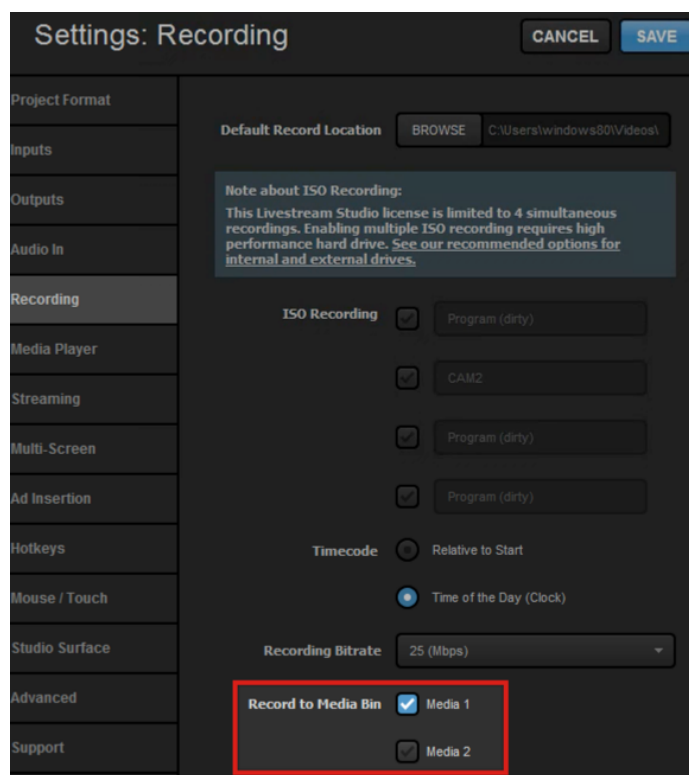 Settings: Recording
CANCEL
SAVE
Project Format
Inputs
Outputs
Audio In
Recording
Media Player
Streaming
Multi-Screen
Ad Insertion
Hotkeys
Mouse / Touch
Studio Surface
Advanced
Support
Default Record Location
BROWSE
C:\Users\windows80\Videos\
Note about ISO Recording:
This Livestream Studio license is limited to 4 simultaneous
recordings. Enabling multiple ISO recording requires high
performance hard drive. See our recommended options for
internal and external drives.
ISO Recording
Program (dirty)
CAM2
Program (dirty)
Program (dirty)
Timecode
Relative to Start
Time of the Day (Clock)
Recording Bitrate
25 (Mbps)
Record to Media Bin
Media 1
Media 2